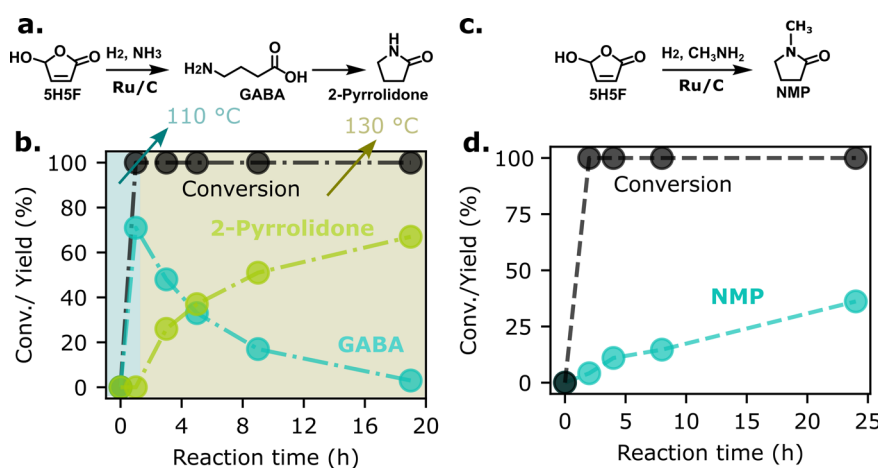 a.
HO
O
O
5H5F
H2, NH3
Ru/C
H2N
O
OH
GABA
H
N
O
2-Pyrrolidone
b.
110 °C
130 °C
Conv./ Yield (%)
100
80
60
40
20
0
Conversion
2-Pyrrolidone
GABA
0
4
8
12
16
20
Reaction time (h)
c.
HO
O
O
5H5F
H2, CH3NH2
Ru/C
CH3
N
O
NMP
d.
Conv./Yield (%)
100
75
50
25
0
Conversion
NMP
0
5
10
15
20
25
Reaction time (h)